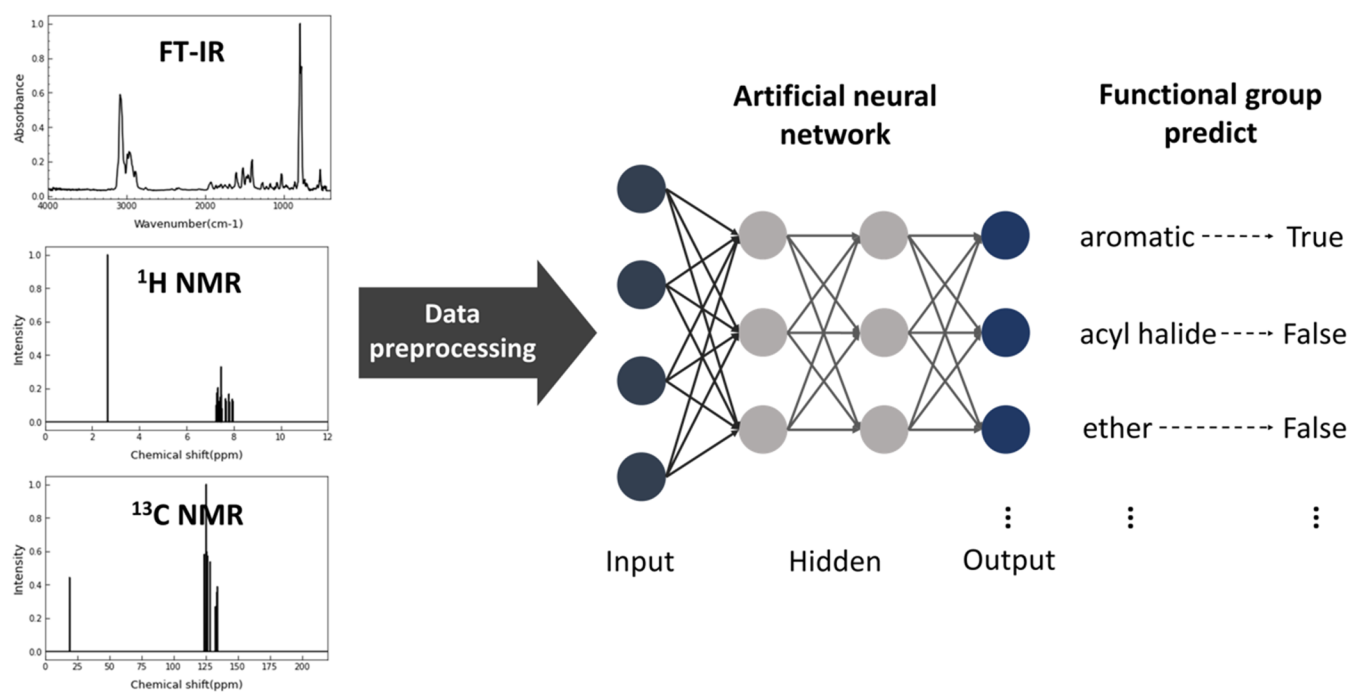 FT-IR
Absorbance
1.0
0.8
0.6
0.4
0.2
0.0
4000 3000 2000 1000
Wavenumber(cm-1)
¹H NMR
Intensity
1.0
0.8
0.6
0.4
0.2
0.0
0 2 4 6 8 10 12
Chemical shift(ppm)
¹³C NMR
Intensity
1.0
0.8
0.6
0.4
0.2
0.0
0 25 50 75 100 125 150 175 200
Chemical shift(ppm)
Data
preprocessing
Artificial neural
network
Input
Hidden
Output
Functional group
predict
aromatic True
acyl halide False
ether False